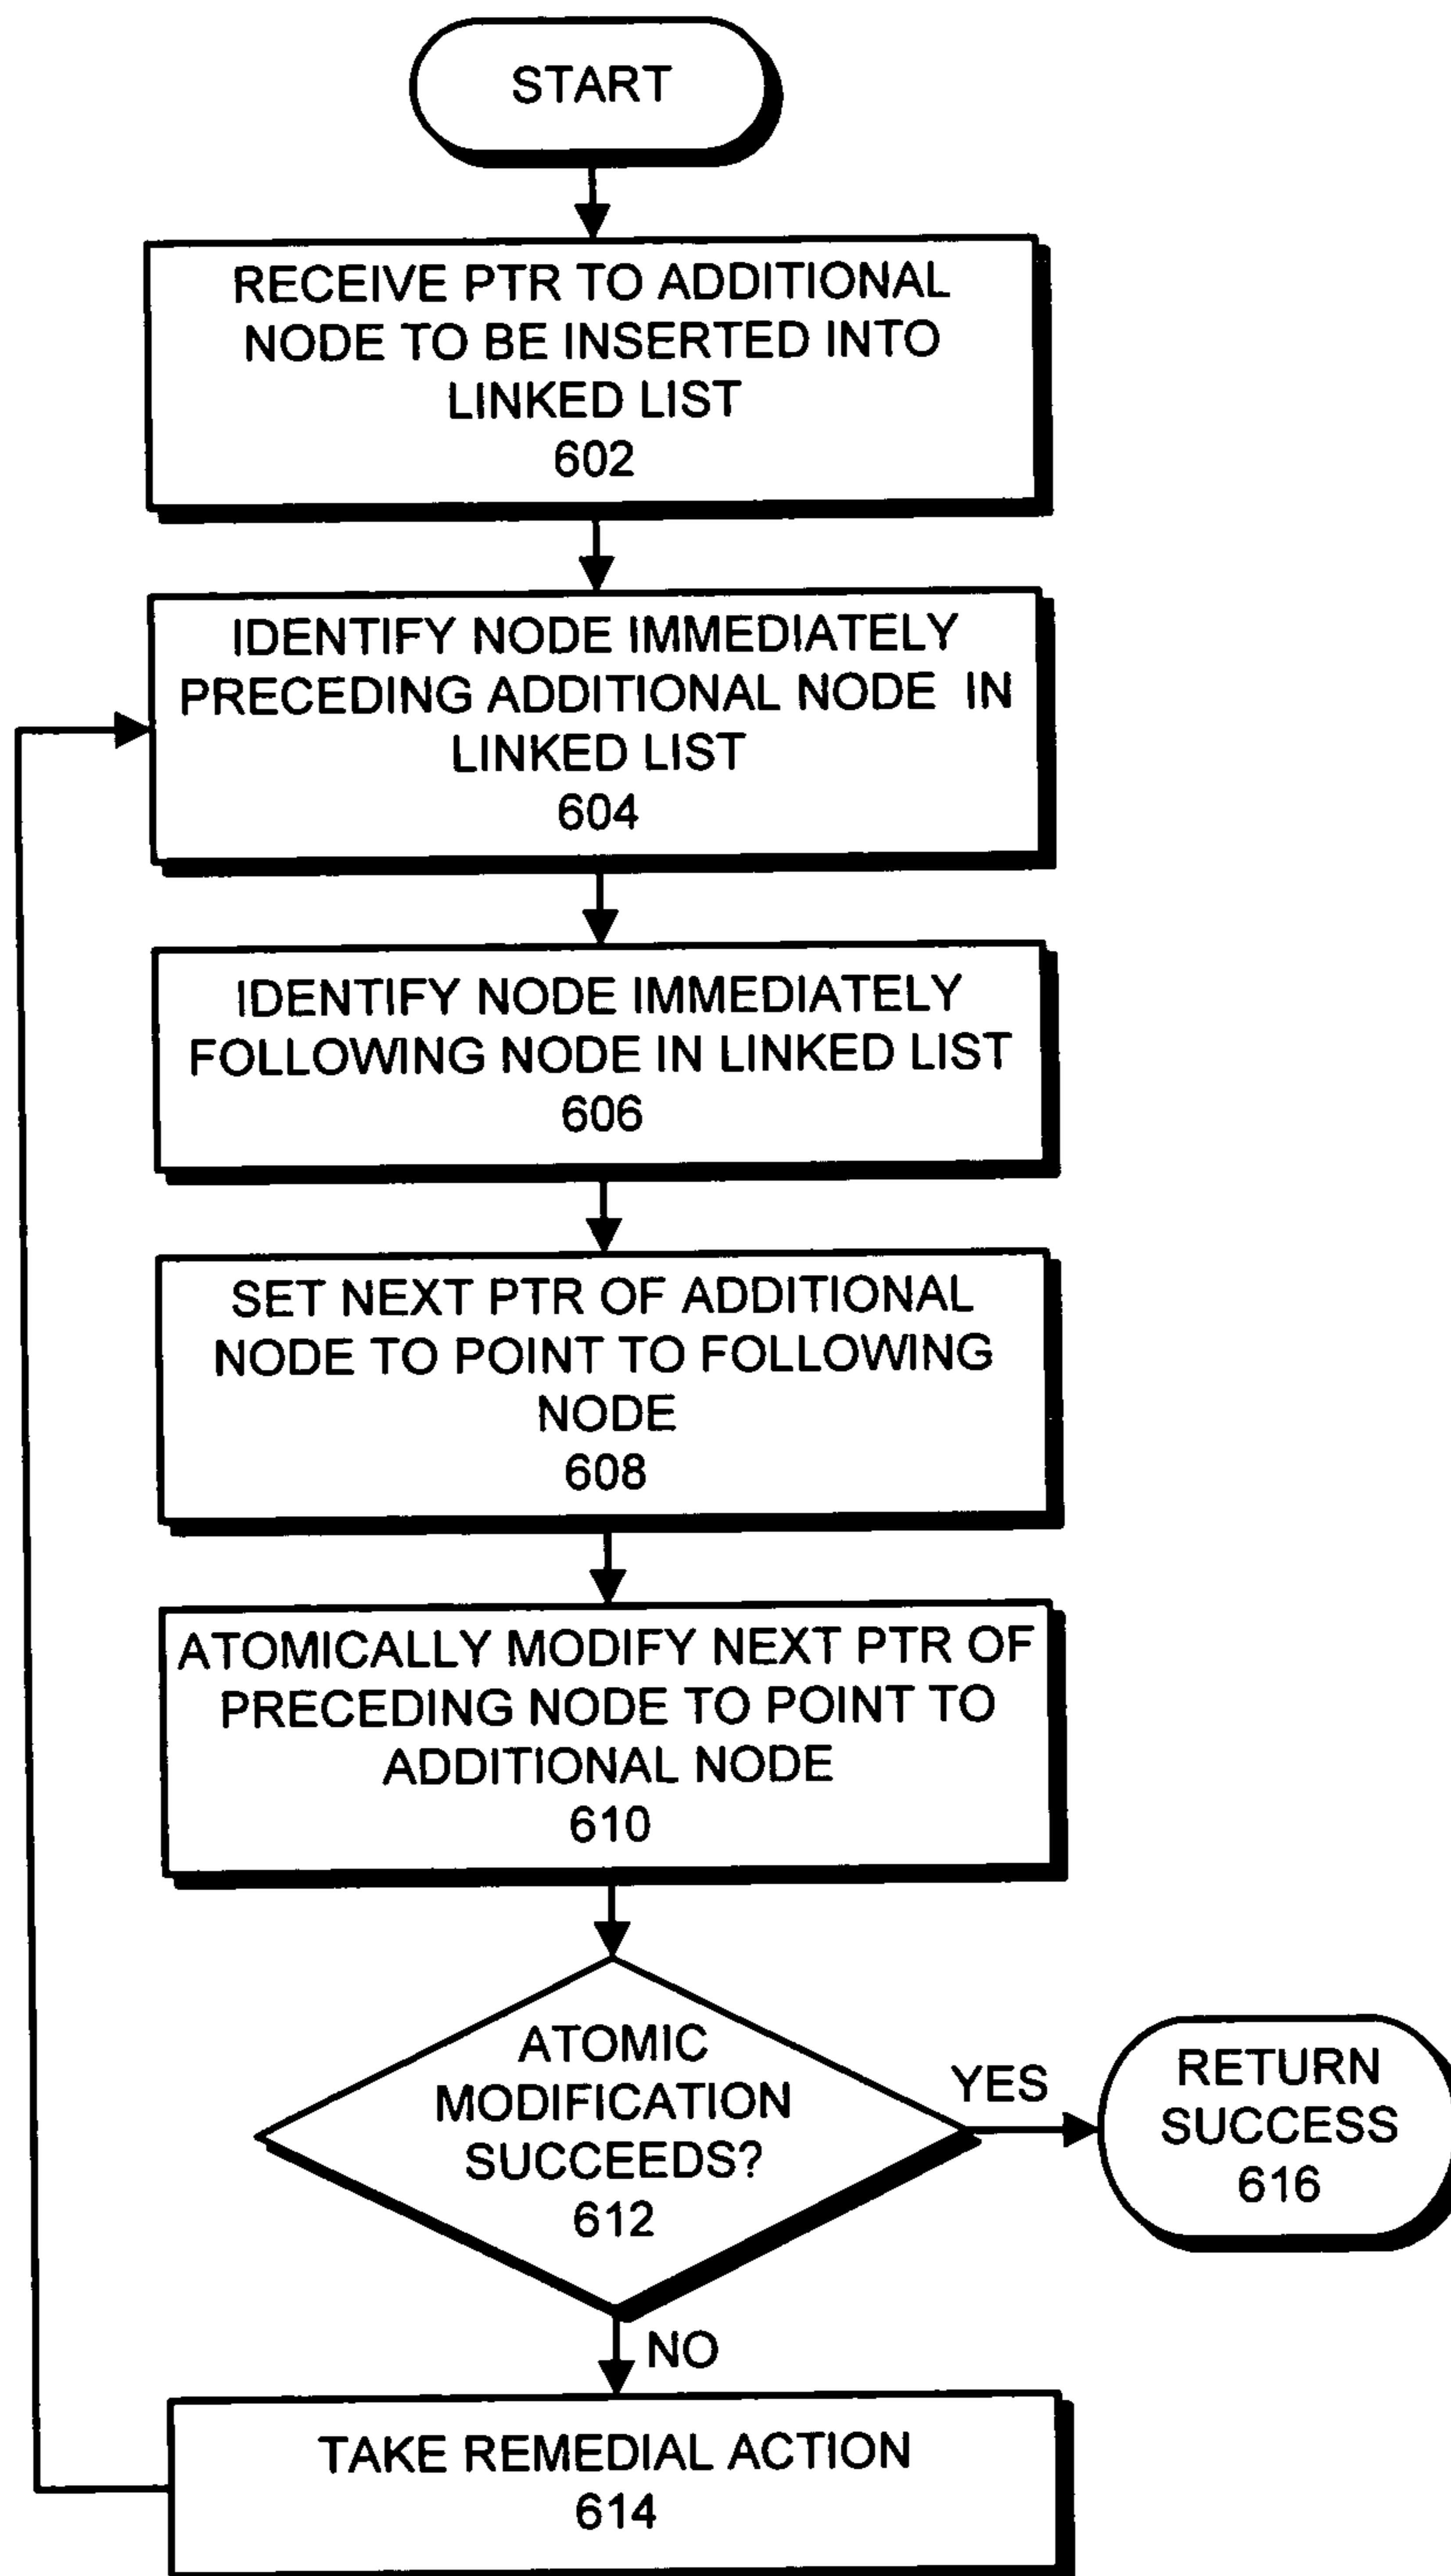 START
RECEIVE PTR TO ADDITIONAL
NODE TO BE INSERTED INTO
LINKED LIST
602
IDENTIFY NODE IMMEDIATELY
PRECEDING ADDITIONAL NODE IN
LINKED LIST
604
IDENTIFY NODE IMMEDIATELY
FOLLOWING NODE IN LINKED LIST
606
SET NEXT PTR OF ADDITIONAL
NODE TO POINT TO FOLLOWING
NODE
608
ATOMICALLY MODIFY NEXT PTR OF
PRECEDING NODE TO POINT TO
ADDITIONAL NODE
610
ATOMIC
MODIFICATION
SUCCEEDS?
612
YES
RETURN
SUCCESS
616
NO
TAKE REMEDIAL ACTION
614